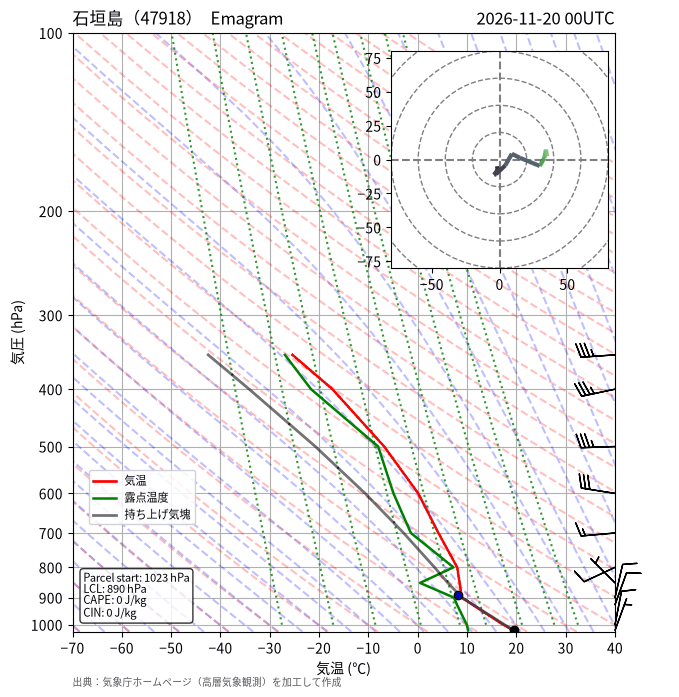 石垣島（47918） Emagram
2026-11-20 00UTC
100
200
300
400
500
600
700
800
900
1000
気圧 (hPa)
75
50
25
0
−25
−50
−75
−50
0
50
気温
露点温度
持ち上げ気塊
Parcel start: 1023 hPa
LCL: 890 hPa
CAPE: 0 J/kg
CIN: 0 J/kg
−70
−60
−50
−40
−30
−20
−10
0
10
20
30
40
気温 (°C)
出典：気象庁ホームページ（高層気象観測）を加工して作成